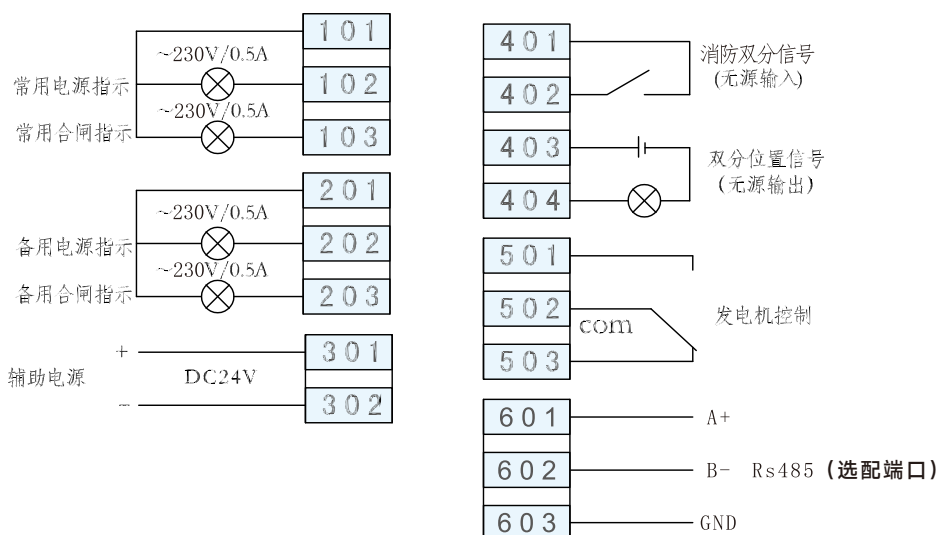 101
~230V/0.5A
常用电源指示
102
~230V/0.5A
常用合闸指示
103
201
~230V/0.5A
备用电源指示
202
~230V/0.5A
备用合闸指示
203
+
301
辅助电源
DC24V
-
302
401
消防双分信号
(无源输入)
402
403
双分位置信号
(无源输出)
404
501
502
com
发电机控制
503
601
A+
602
B- Rs485 (选配端口)
603
GND